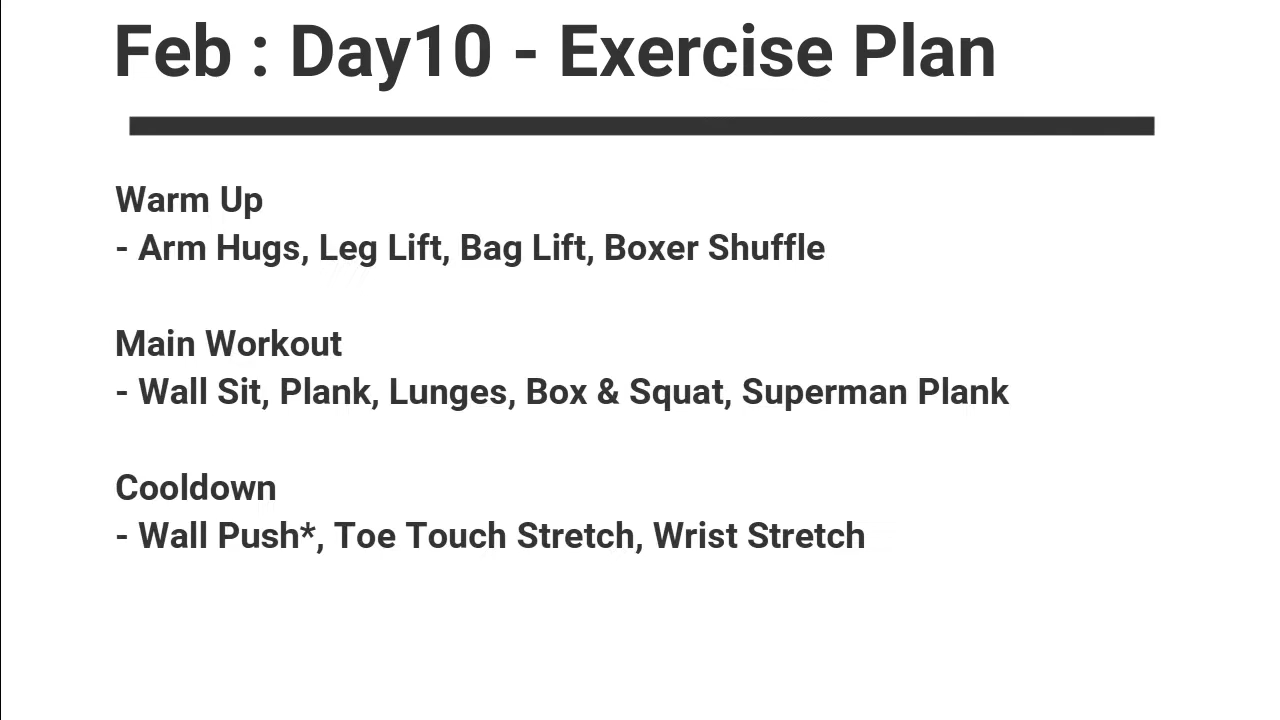 Feb : Day10 - Exercise Plan
Warm Up
- Arm Hugs, Leg Lift, Bag Lift, Boxer Shuffle
Main Workout
- Wall Sit, Plank, Lunges, Box & Squat, Superman Plank
Cooldown
- Wall Push*, Toe Touch Stretch, Wrist Stretch